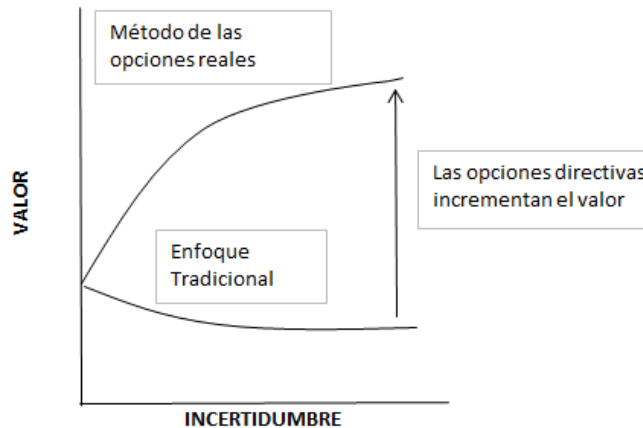 Método de las
opciones reales
VALOR
Las opciones directivas
incrementan el valor
Enfoque
Tradicional
INCERTIDUMBRE